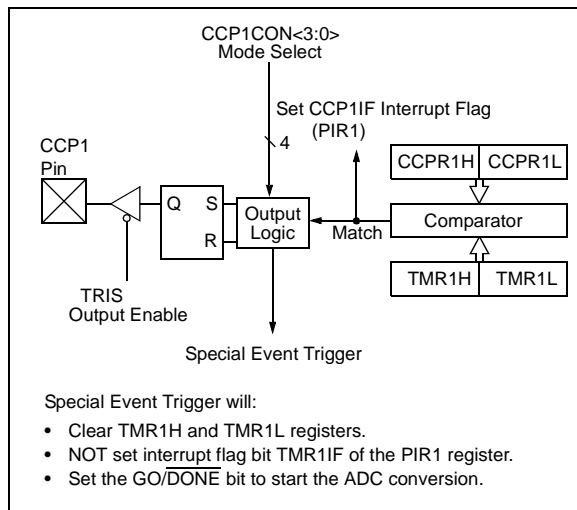 CCP1CON<3:0>
Mode Select
Set CCP1IF Interrupt Flag
(PIR1)
4
CCP1
Pin
CCPR1H CCPR1L
Q S
R
Output
Logic
Match
Comparator
TRIS
Output Enable
TMR1H TMR1L
Special Event Trigger
Special Event Trigger will:
• Clear TMR1H and TMR1L registers.
• NOT set interrupt flag bit TMR1IF of the PIR1 register.
• Set the GO/DONE bit to start the ADC conversion.